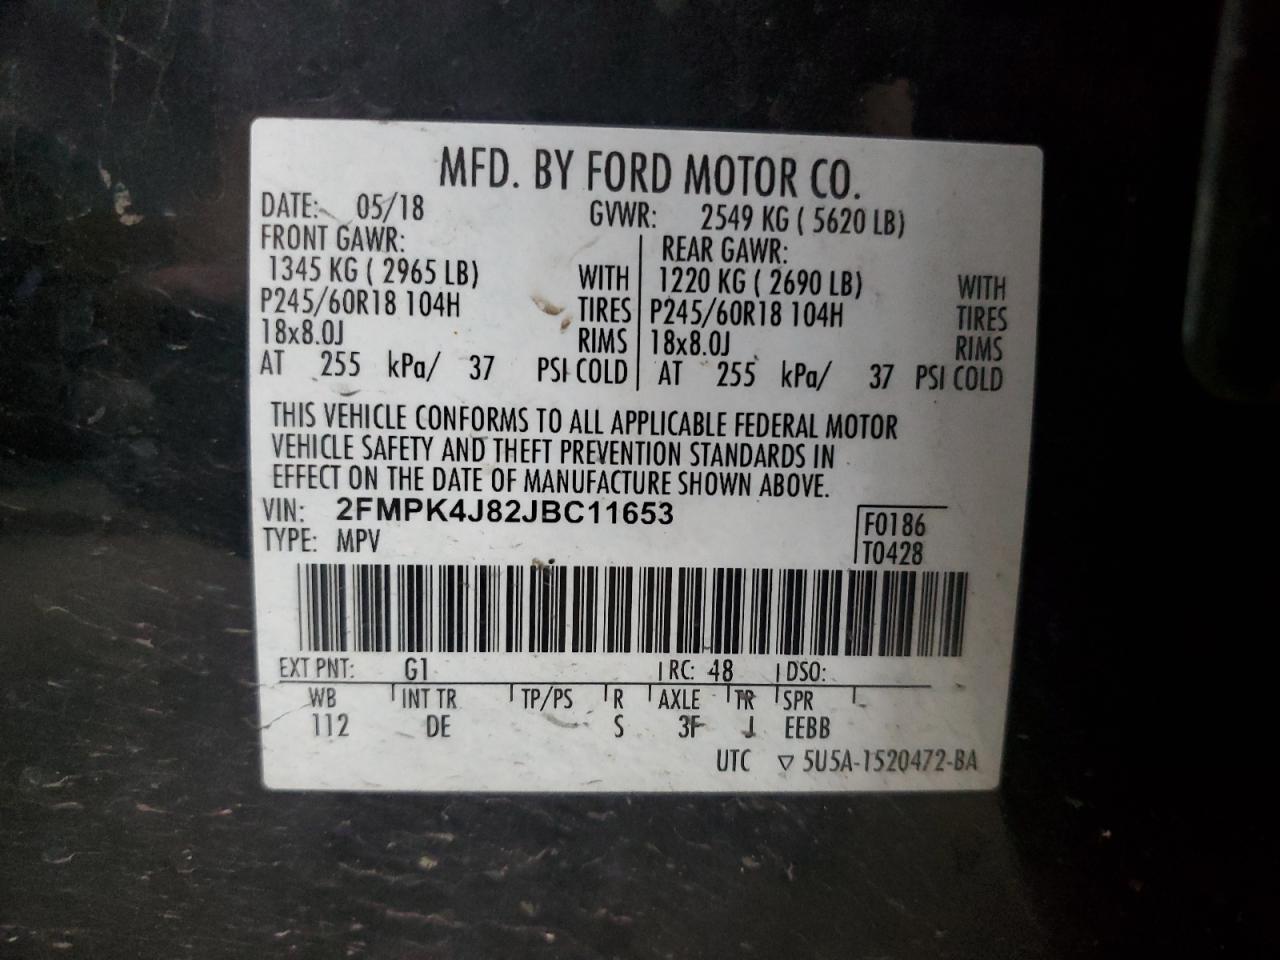 MFD. BY FORD MOTOR CO.
DATE: 05/18 GVWR: 2549 KG ( 5620 LB)
FRONT GAWR: REAR GAWR:
1345 KG ( 2965 LB) WITH 1220 KG ( 2690 LB) WITH
P245/60R18 104H TIRES P245/60R18 104H TIRES
18x8.0J RIMS 18x8.0J RIMS
AT 255 kPa/ 37 PSI COLD AT 255 kPa/ 37 PSI COLD
THIS VEHICLE CONFORMS TO ALL APPLICABLE FEDERAL MOTOR
VEHICLE SAFETY AND THEFT PREVENTION STANDARDS IN
EFFECT ON THE DATE OF MANUFACTURE SHOWN ABOVE.
VIN: 2FMPK4J82JBC11653 F0186
TYPE: MPV T0428
EXT PNT: G1 RC: 48 DSO:
WB INT TR TP/PS R AXLE TR SPR
112 DE S 3F J EEBB
UTC ▽ 5U5A-1520472-BA